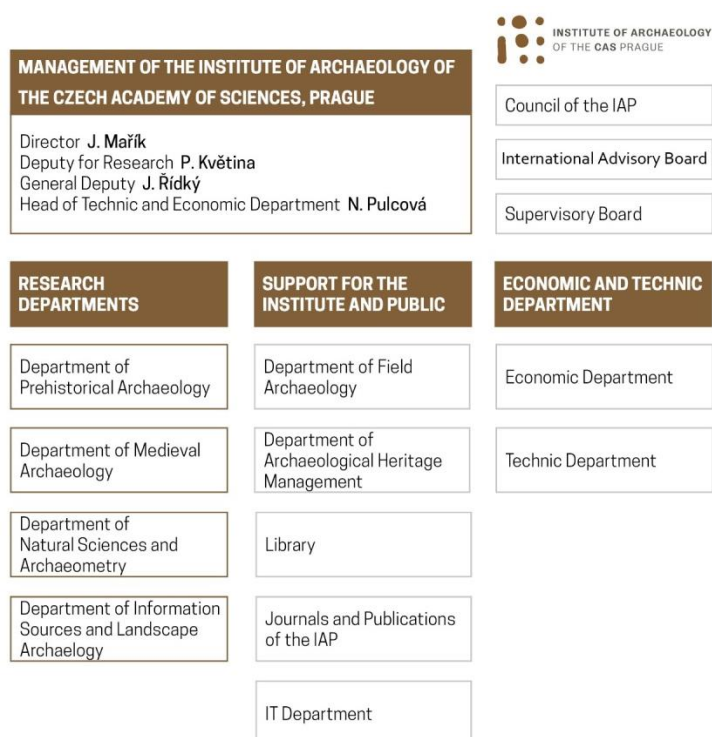 INSTITUTE OF ARCHAEOLOGY
OF THE CAS PRAGUE
MANAGEMENT OF THE INSTITUTE OF ARCHAEOLOGY OF
THE CZECH ACADEMY OF SCIENCES, PRAGUE
Director J. Mařík
Deputy for Research P. Květina
General Deputy J. Řídký
Head of Technic and Economic Department N. Pulcová
Council of the IAP
International Advisory Board
Supervisory Board
RESEARCH
DEPARTMENTS
Department of
Prehistorical Archaeology
Department of Medieval
Archaeology
Department of
Natural Sciences and
Archaeometry
Department of Information
Sources and Landscape
Archaelogy
SUPPORT FOR THE
INSTITUTE AND PUBLIC
Department of Field
Archaeology
Department of
Archaeological Heritage
Management
Library
Journals and Publications
of the IAP
IT Department
ECONOMIC AND TECHNIC
DEPARTMENT
Economic Department
Technic Department